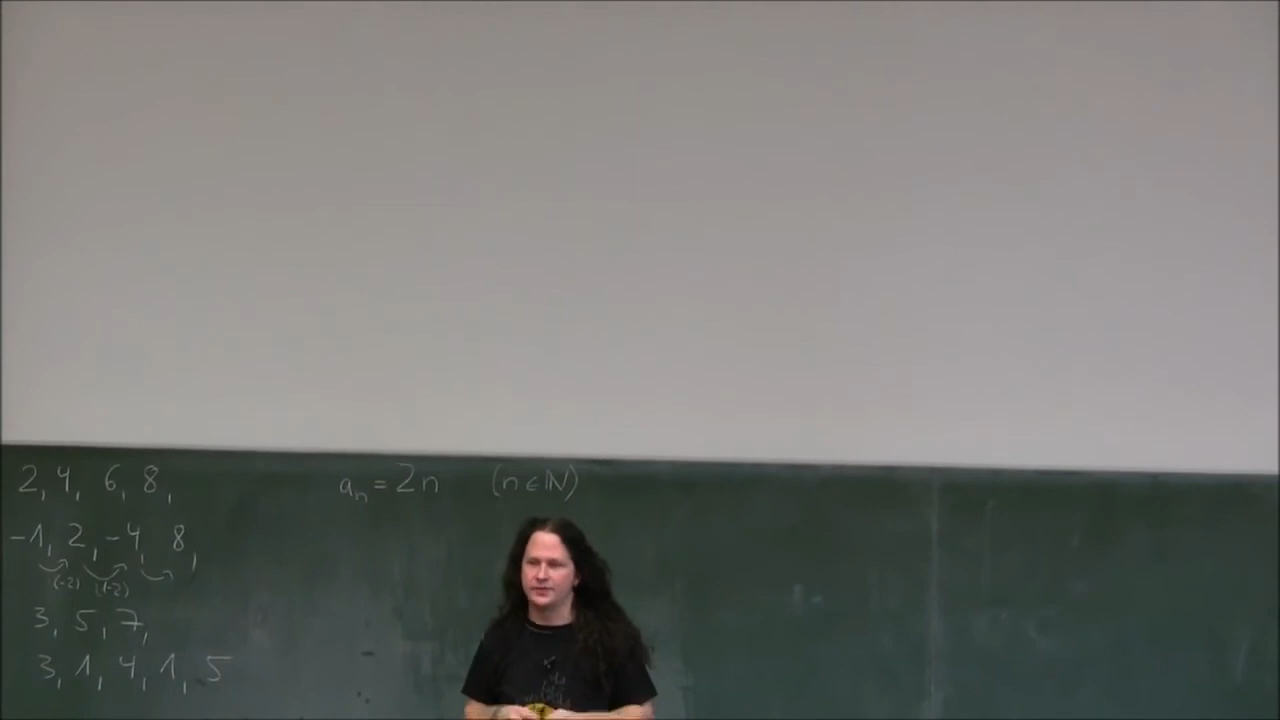 2, 4, 6, 8, a_n = 2n (n ∈ ℕ)
-1, 2, -4, 8,
(-2) (-2)
3, 5, 7,
3, 1, 4, 1, 5